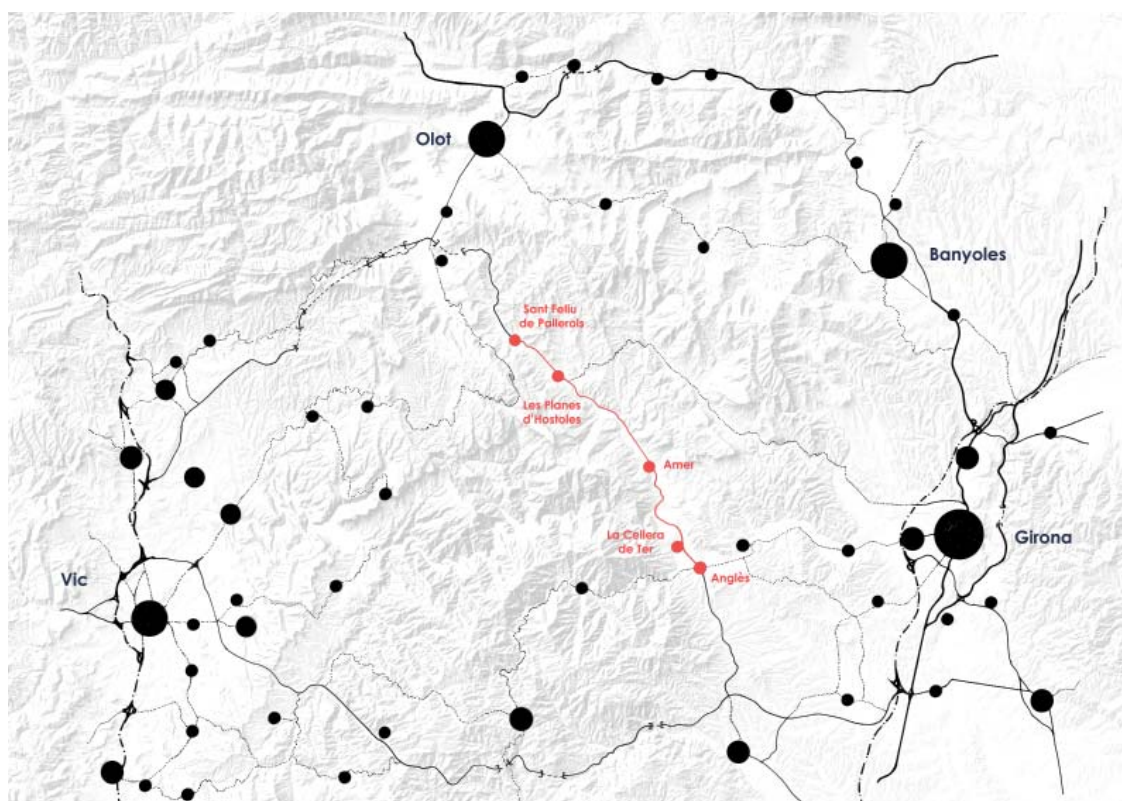 Olot
Banyoles
Sant Feliu
de Pallerols
Les Planes
d'Hostoles
Amer
La Cellera
de Ter
Girona
Anglès
Vic